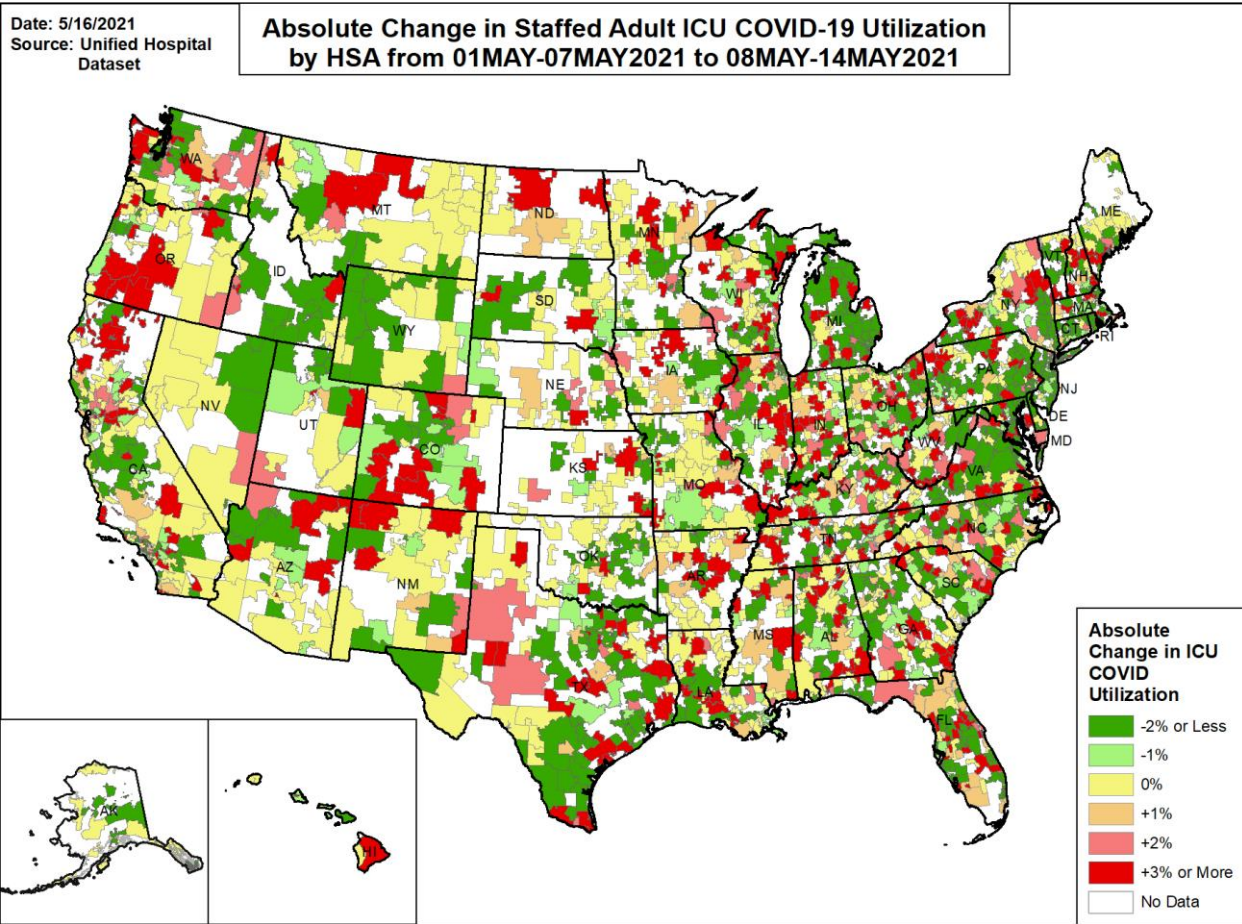 Date: 5/16/2021
Source: Unified Hospital
Dataset
Absolute Change in Staffed Adult ICU COVID-19 Utilization
by HSA from 01MAY-07MAY2021 to 08MAY-14MAY2021
WA
MT
ND
MN
ME
OR
ID
SD
WI
MI
VT
NH
NY
MA
CT
RI
WY
IA
NE
PA
NJ
NV
UT
CO
IL
IN
OH
DE
MD
WV
VA
CA
KS
MO
KY
AZ
NM
OK
AR
TN
NC
SC
MS
AL
GA
TX
LA
FL
AK
HI
Absolute
Change in ICU
COVID
Utilization
-2% or Less
-1%
0%
+1%
+2%
+3% or More
No Data